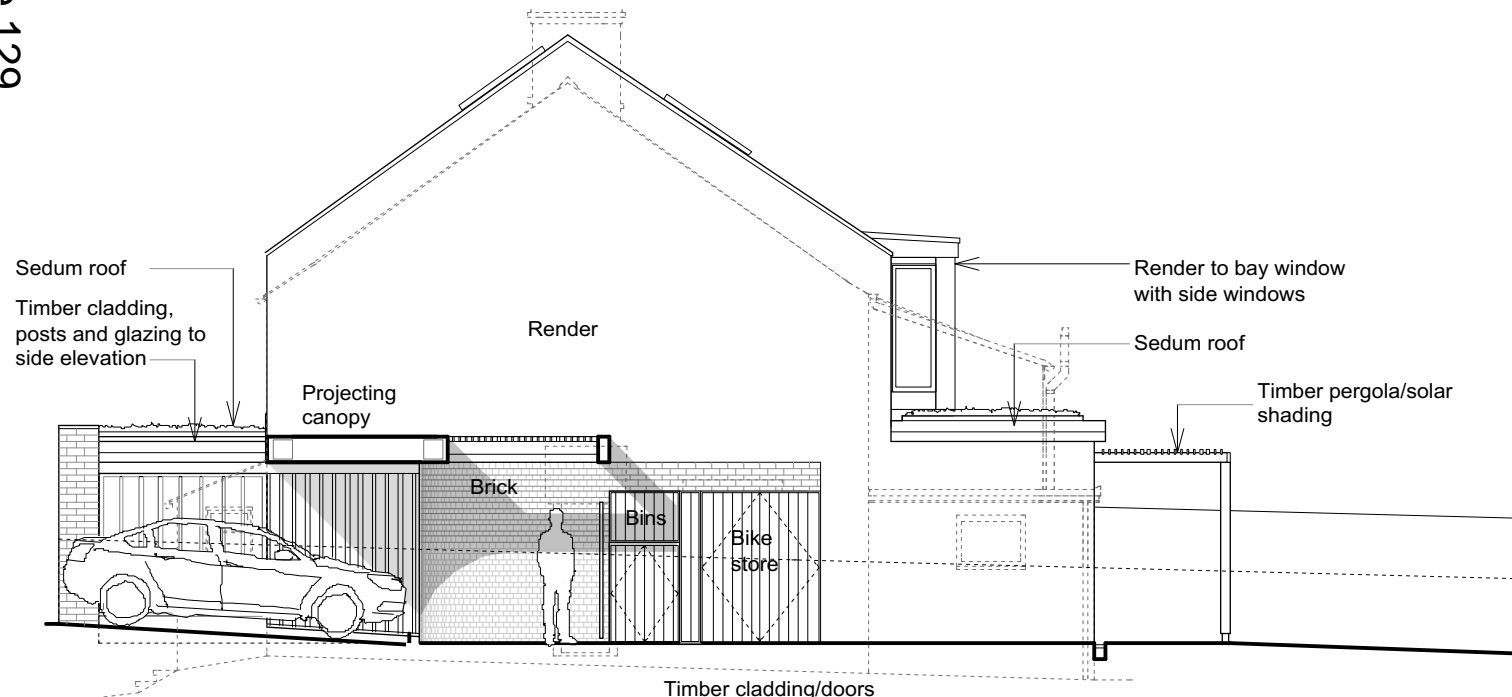 129
Sedum roof
Timber cladding,
posts and glazing to
side elevation
Projecting
canopy
Render
Brick
Bins
Bike
store
Render to bay window
with side windows
Sedum roof
Timber pergola/solar
shading
Timber cladding/doors